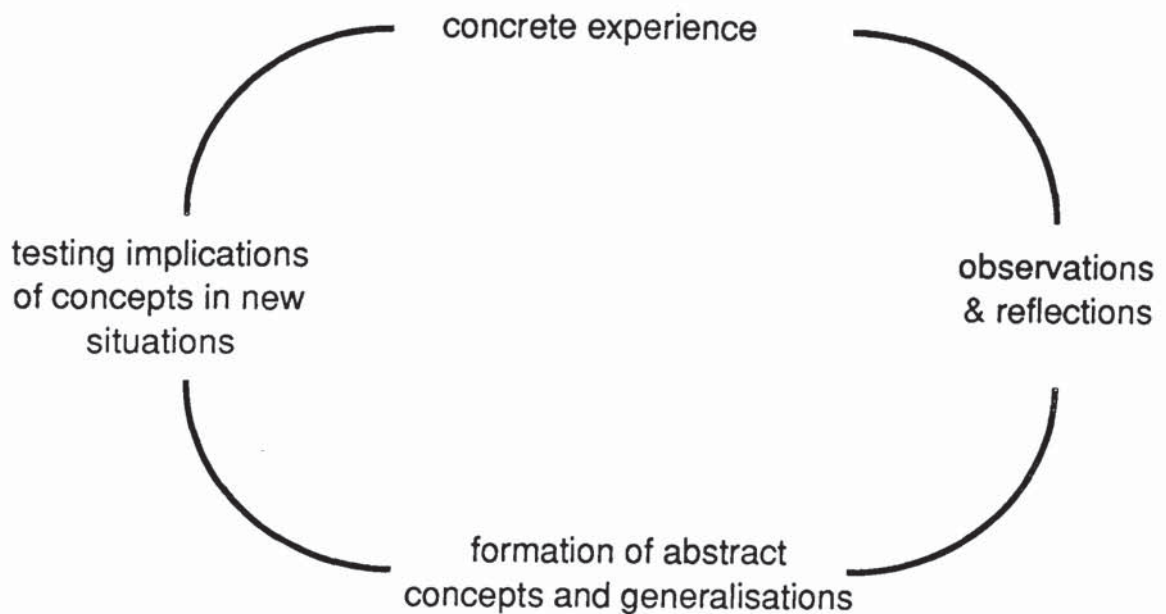 concrete experience
observations
& reflections
formation of abstract
concepts and generalisations
testing implications
of concepts in new
situations